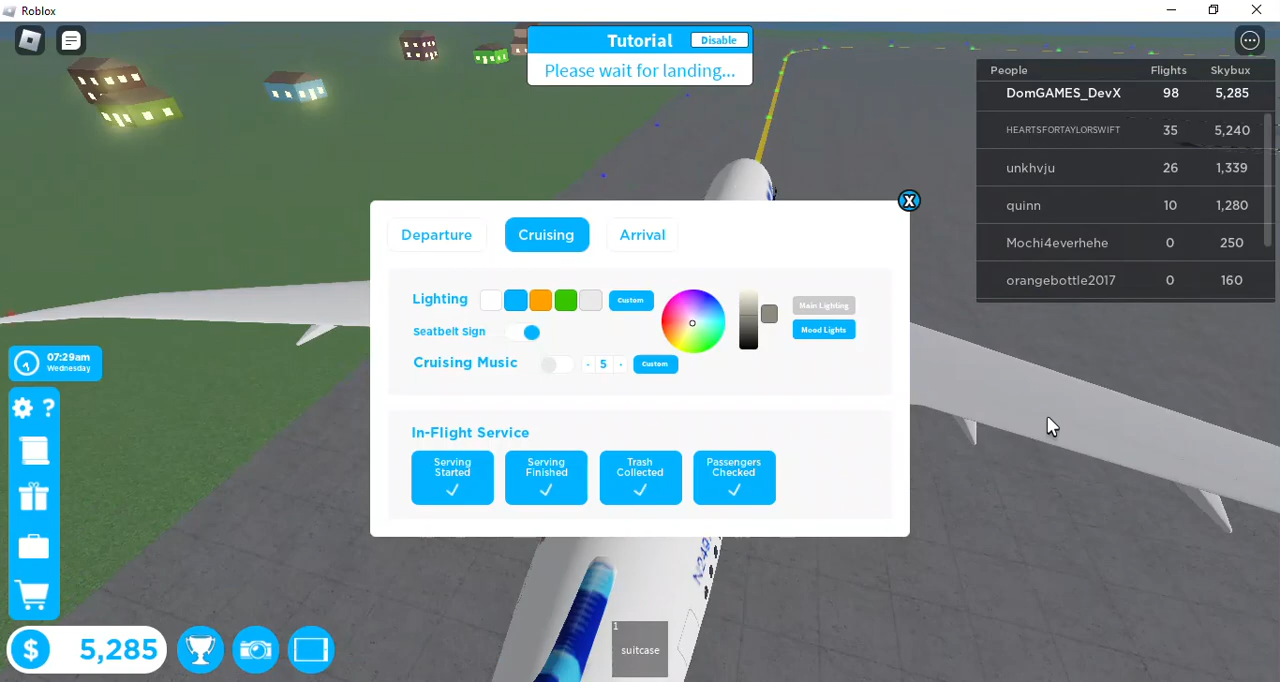 Roblox
Tutorial Disable
Please wait for landing...
People Flights Skybux
DomGAMES_DevX 98 5,285
HEARTSFORTAYLORSWIFT 35 5,240
unkhvju 26 1,339
quinn 10 1,280
Mochi4everhehe 0 250
orangebottle2017 0 160
X
Departure Cruising Arrival
Lighting Custom Main Lighting
Seatbelt Sign Mood Lights
Cruising Music - 5 - Custom
In-Flight Service
Serving Started
Serving Finished
Trash Collected
Passengers Checked
07:29am
Wednesday
?
$ 5,285
1
suitcase